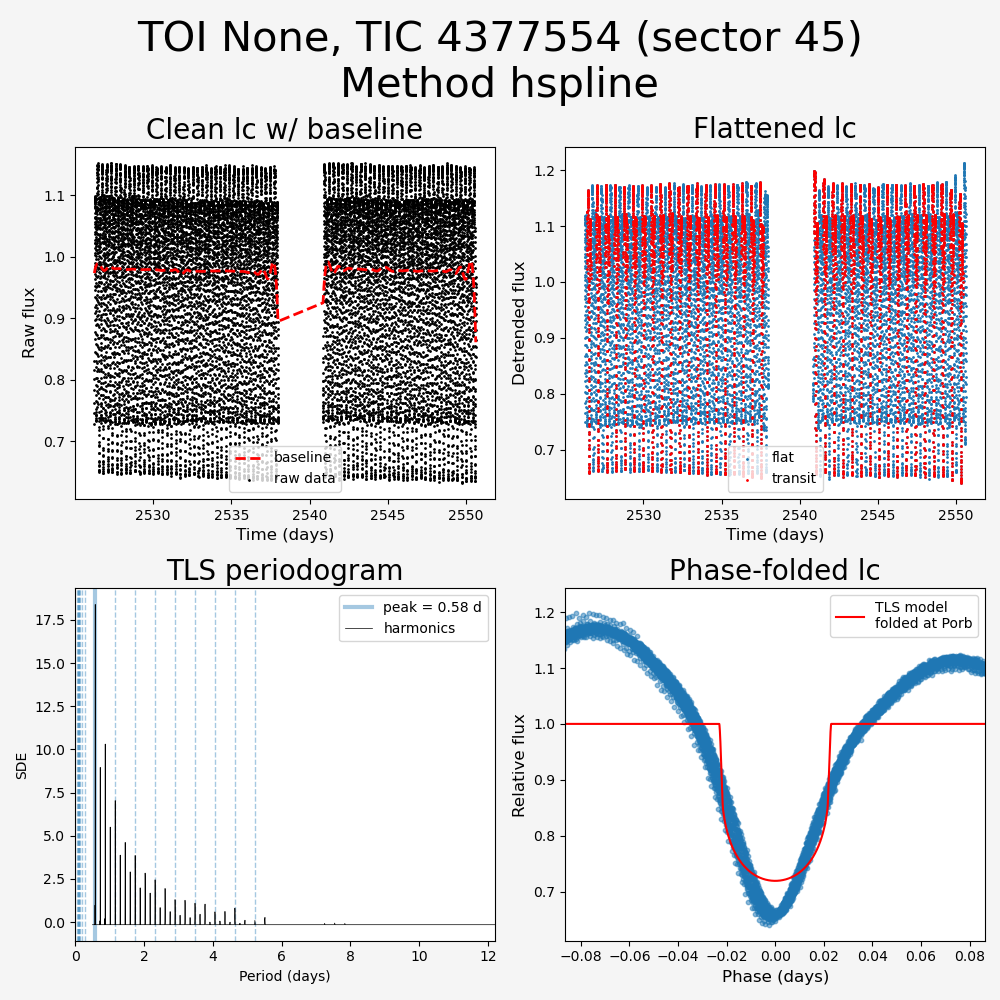 TOI None, TIC 4377554 (sector 45)
Method hspline
Clean lc w/ baseline
Raw flux
1.1
1.0
0.9
0.8
0.7
baseline
raw data
2530
2535
2540
2545
2550
Time (days)
Flattened lc
Detrended flux
1.2
1.1
1.0
0.9
0.8
0.7
flat
transit
2530
2535
2540
2545
2550
Time (days)
TLS periodogram
SDE
17.5
15.0
12.5
10.0
7.5
5.0
2.5
0.0
peak = 0.58 d
harmonics
0
2
4
6
8
10
12
Period (days)
Phase-folded lc
Relative flux
1.2
1.1
1.0
0.9
0.8
0.7
TLS model
folded at Porb
−0.08
−0.06
−0.04
−0.02
0.00
0.02
0.04
0.06
0.08
Phase (days)